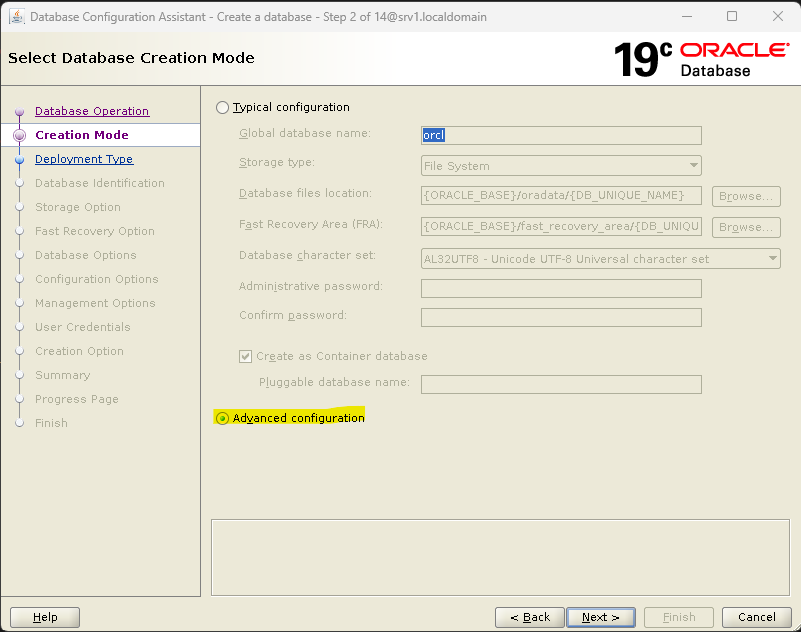 Database Configuration Assistant - Create a database - Step 2 of 14@srv1.localdomain
Select Database Creation Mode
19c ORACLE
Database
Database Operation
Creation Mode
Deployment Type
Database Identification
Storage Option
Fast Recovery Option
Database Options
Configuration Options
Management Options
User Credentials
Creation Option
Summary
Progress Page
Finish
Typical configuration
Global database name: orcl
Storage type: File System
Database files location: {ORACLE_BASE}/oradata/{DB_UNIQUE_NAME} Browse...
Fast Recovery Area (FRA): {ORACLE_BASE}/fast_recovery_area/{DB_UNIQU Browse...
Database character set: AL32UTF8 - Unicode UTF-8 Universal character set
Administrative password:
Confirm password:
Create as Container database
Pluggable database name:
Advanced configuration
Help < Back Next > Finish Cancel